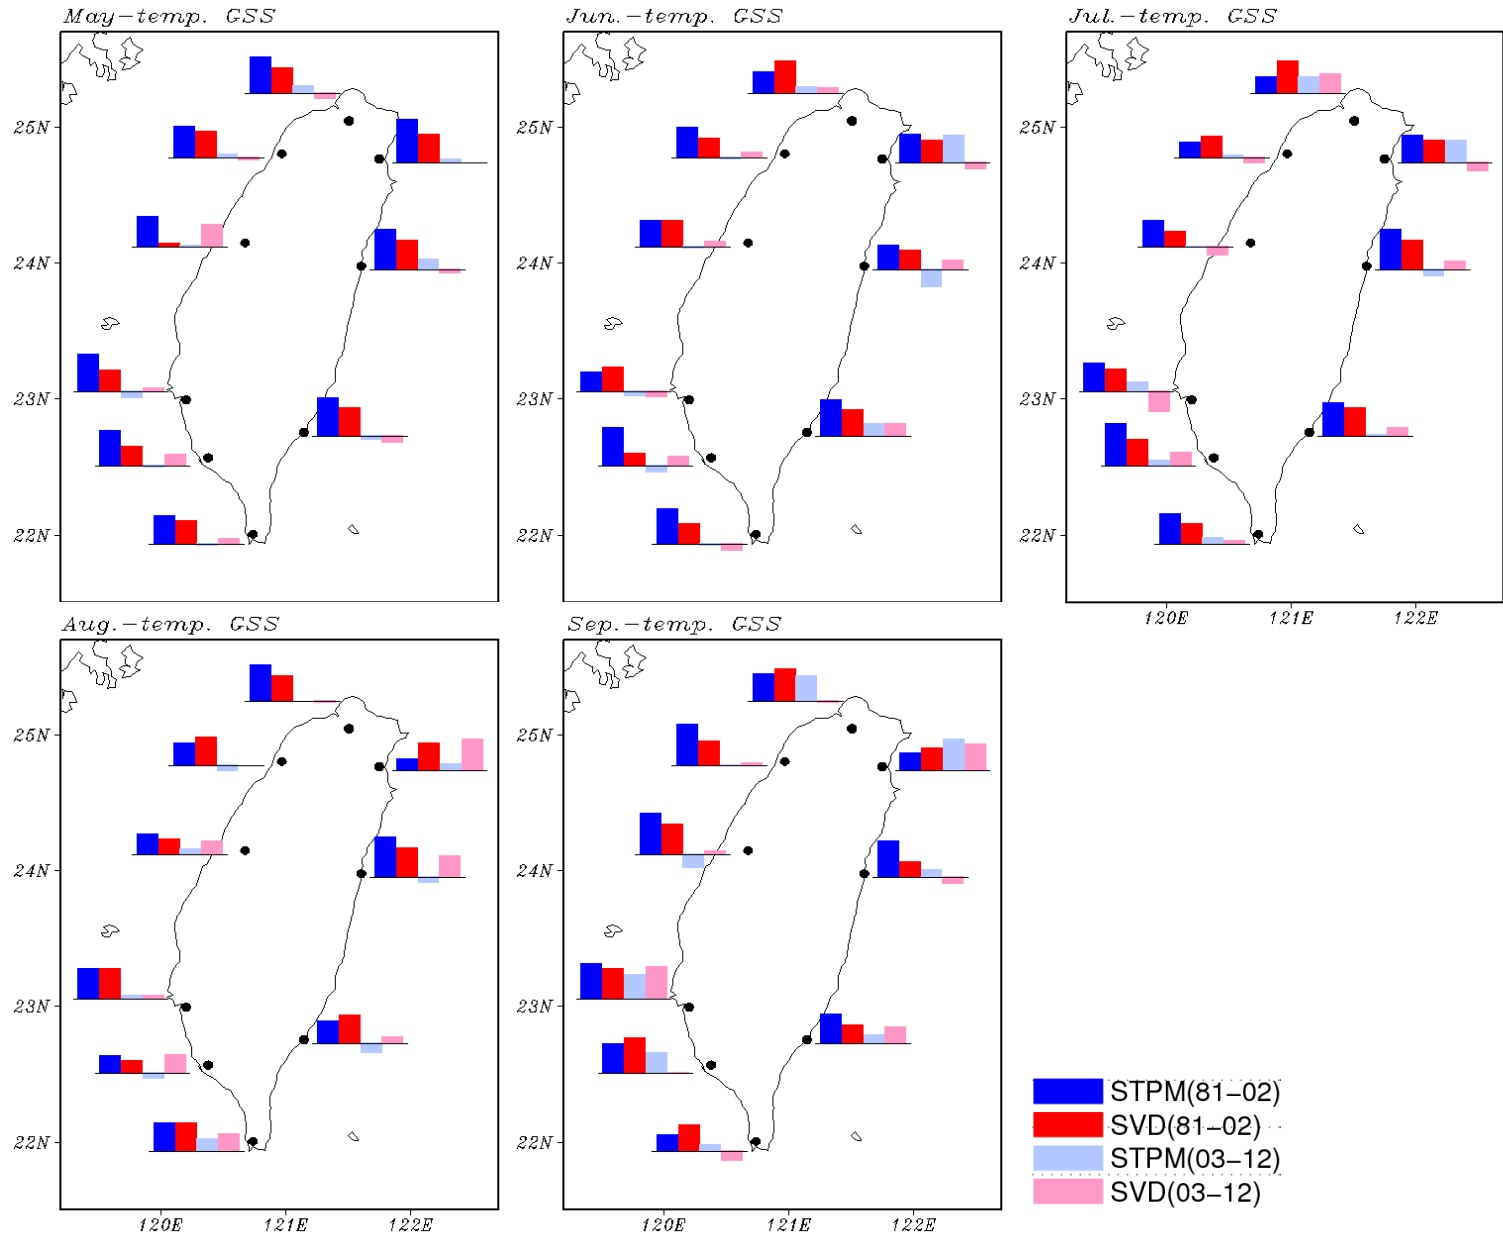 May-temp. GSS
Jun.-temp. GSS
Jul.-temp. GSS
25N
25N
25N
24N
24N
24N
23N
23N
23N
22N
22N
22N
120E 121E 122E
Aug.-temp. GSS
Sep.-temp. GSS
25N
25N
24N
24N
23N
23N
22N
22N
120E 121E 122E
120E 121E 122E
STPM(81-02)
SVD(81-02)
STPM(03-12)
SVD(03-12)